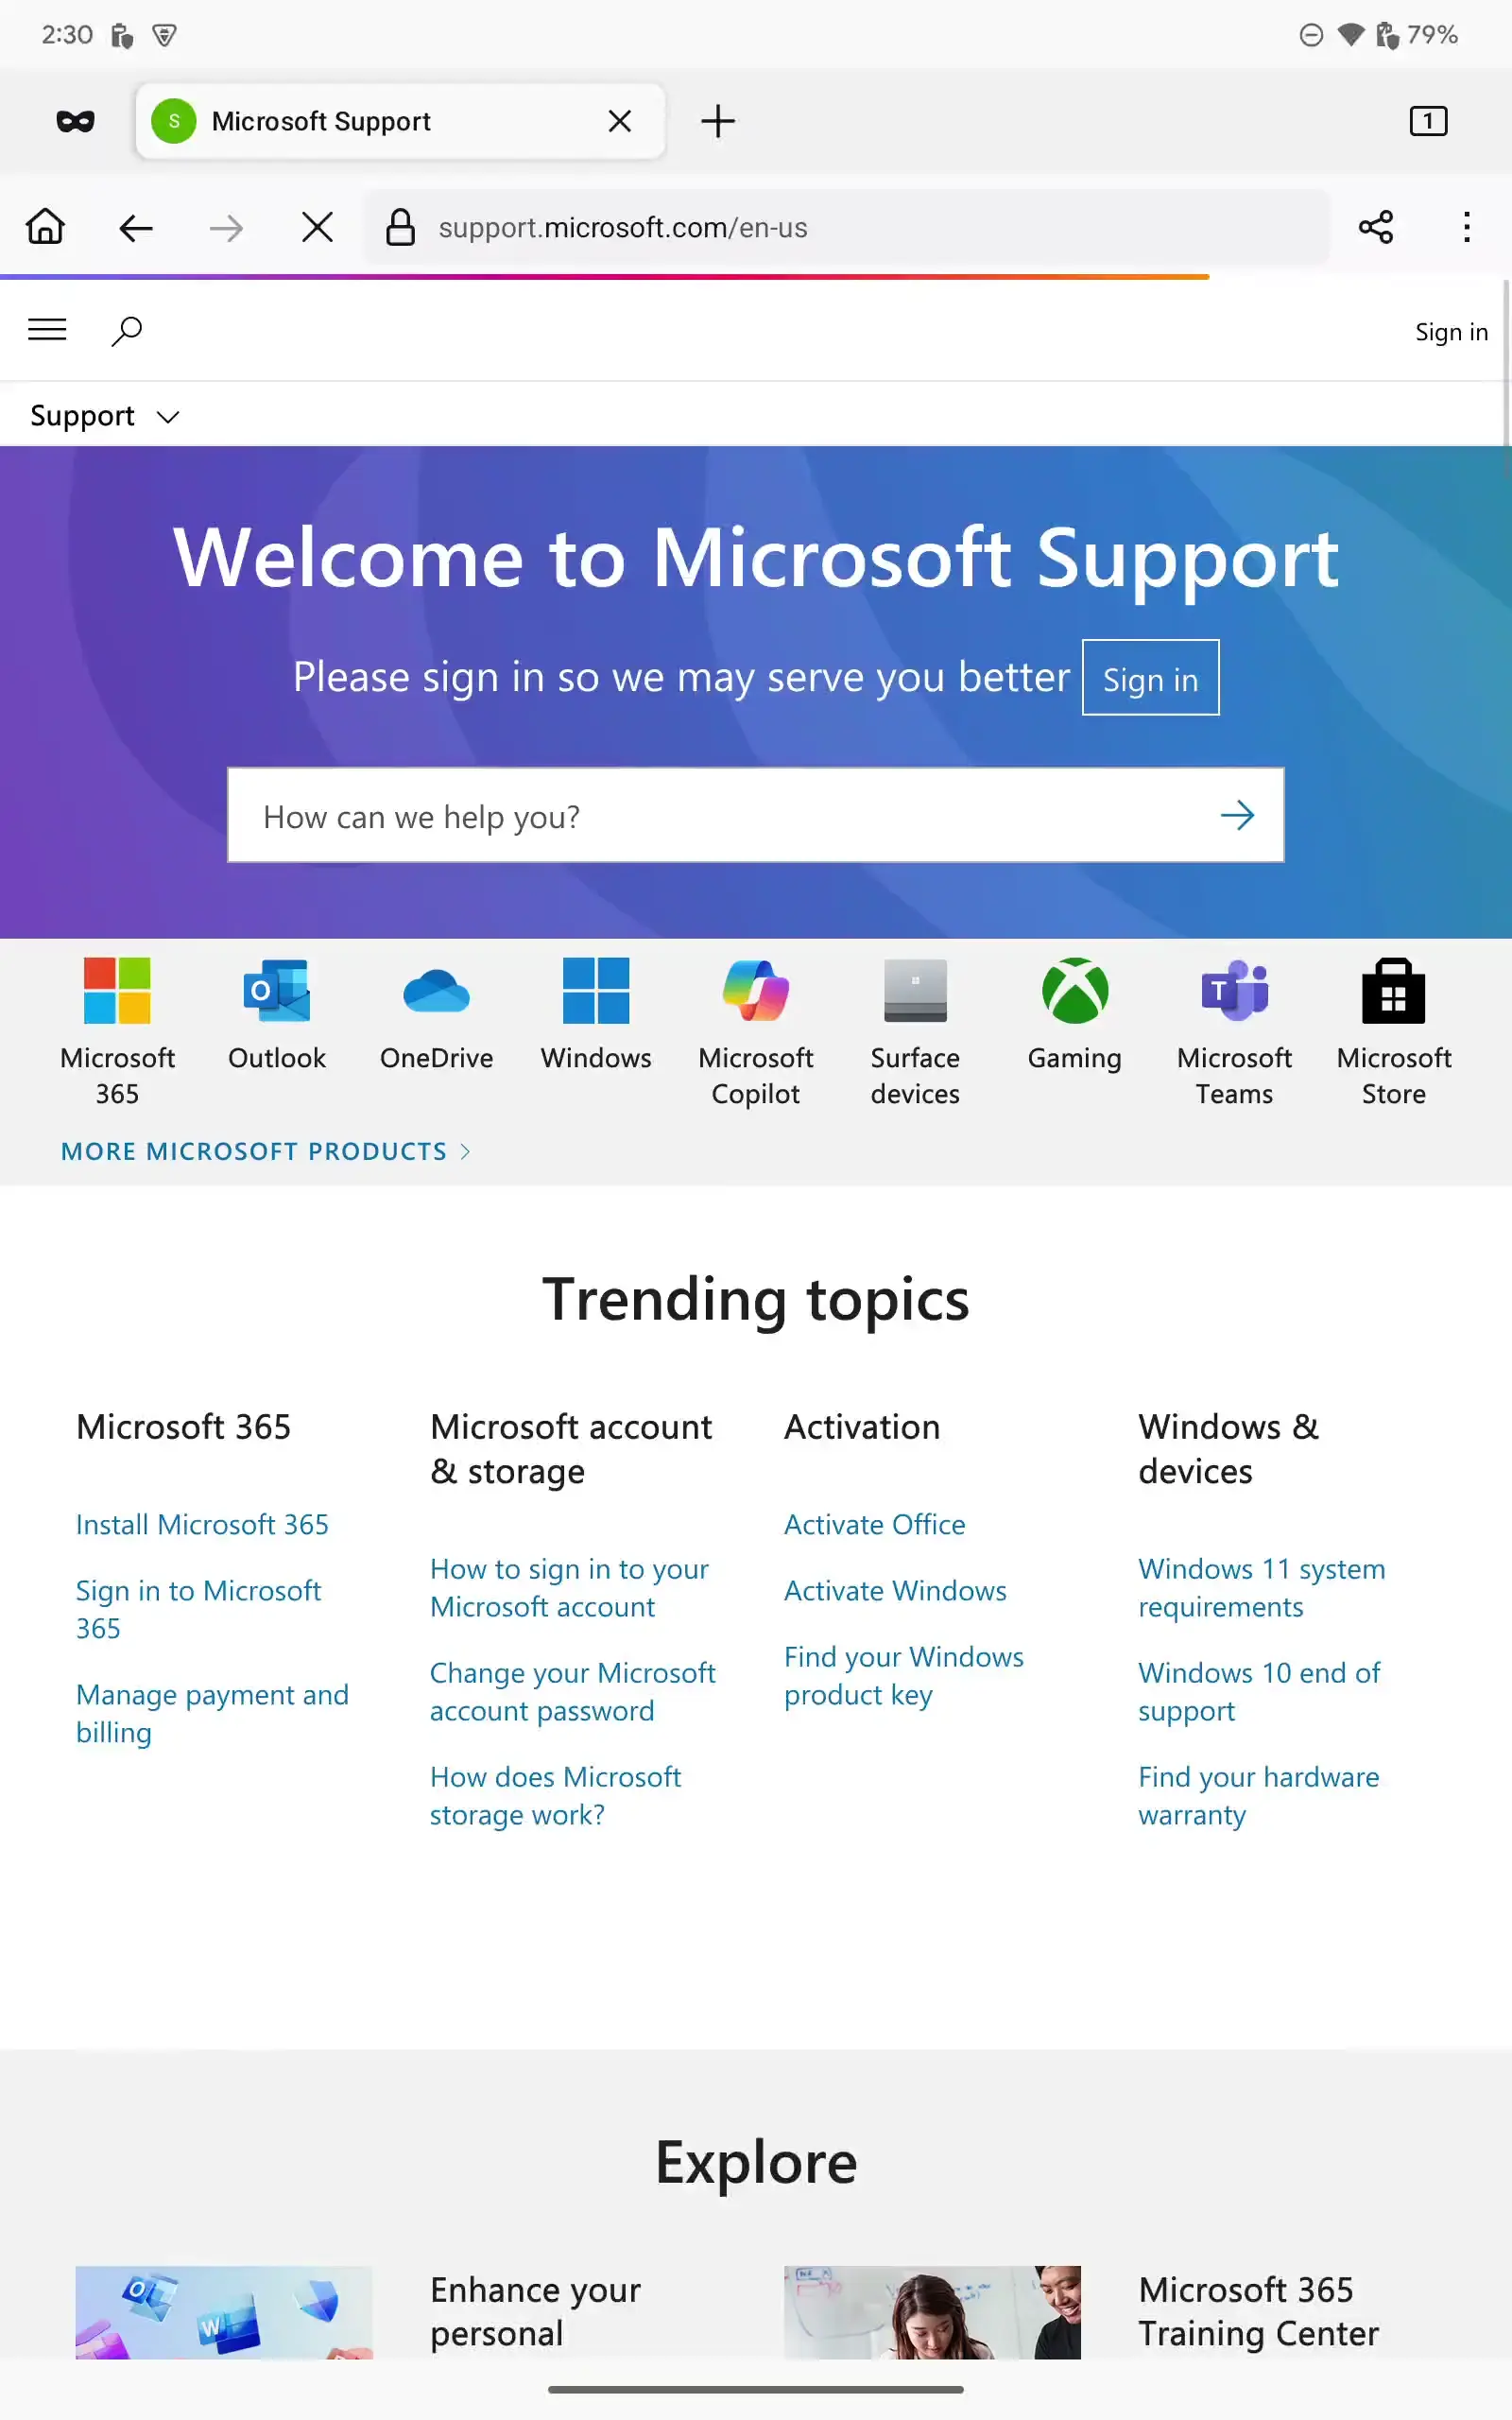 2:30
79%
S
Microsoft Support
1
support.microsoft.com/en-us
Sign in
Support
Welcome to Microsoft Support
Please sign in so we may serve you better
Sign in
How can we help you?
Microsoft
365
Outlook
OneDrive
Windows
Microsoft
Copilot
Surface
devices
Gaming
Microsoft
Teams
Microsoft
Store
MORE MICROSOFT PRODUCTS
Trending topics
Microsoft 365
Install Microsoft 365
Sign in to Microsoft
365
Manage payment and
billing
Microsoft account
& storage
How to sign in to your
Microsoft account
Change your Microsoft
account password
How does Microsoft
storage work?
Activation
Activate Office
Activate Windows
Find your Windows
product key
Windows &
devices
Windows 11 system
requirements
Windows 10 end of
support
Find your hardware
warranty
Explore
Enhance your
personal
Microsoft 365
Training Center